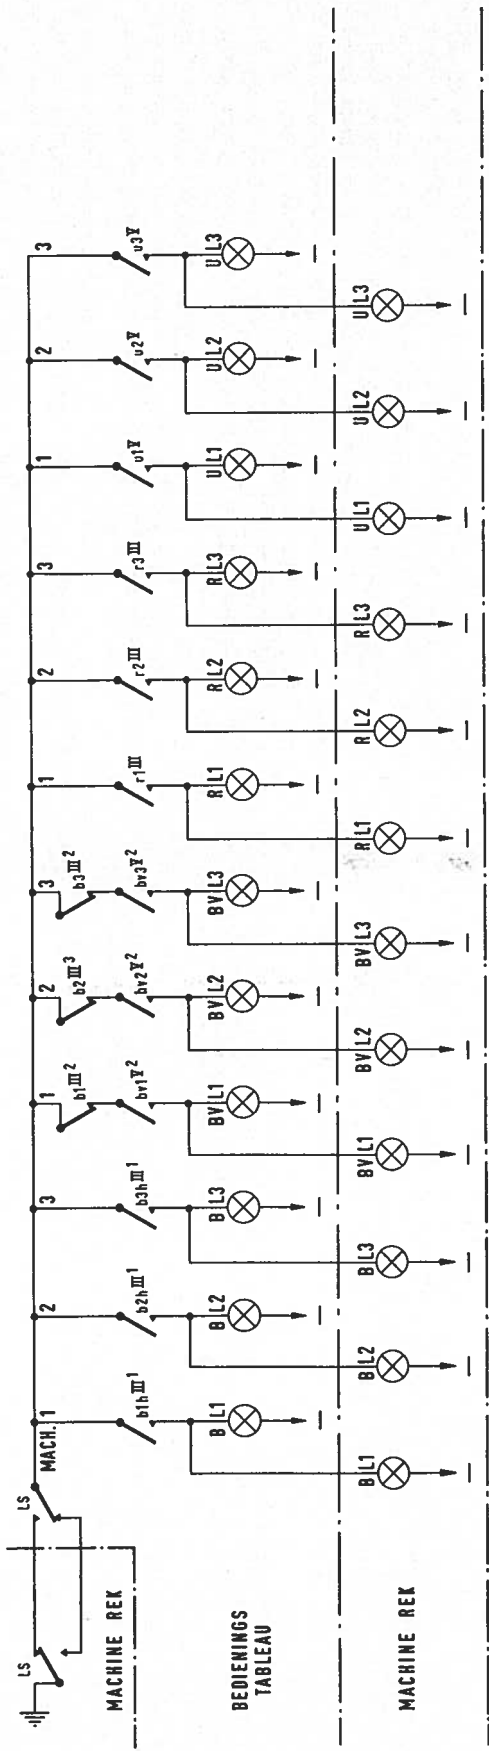 LS
LS
MACH. 1 2 3 1 2 3 1 2 3 1 2 3
b1hIII1 b2hIII1 b3hIII1 b1III2 bv1V2 b2III3 bv2V2 b3III2 bv3V2 r1III r2III r3III u1V u2V u3V
MACHINE REK
B L1 B L2 B L3 BV L1 BV L2 BV L3 R L1 R L2 R L3 U L1 U L2 U L3
BEDIENINGS
TABLEAU
B L1 B L2 B L3 BV L1 BV L2 BV L3 R L1 R L2 R L3 U L1 U L2 U L3
MACHINE REK